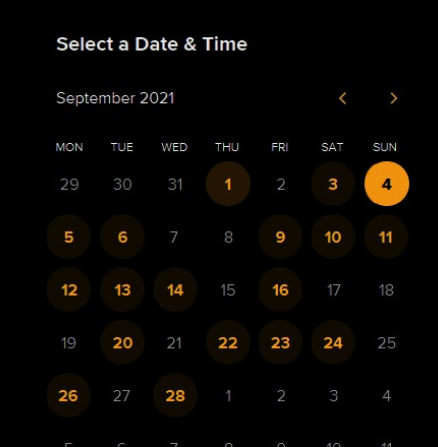 Select a Date & Time
September 2021
MON TUE WED THU FRI SAT SUN
29 30 31 1 2 3 4
5 6 7 8 9 10 11
12 13 14 15 16 17 18
19 20 21 22 23 24 25
26 27 28 1 2 3 4